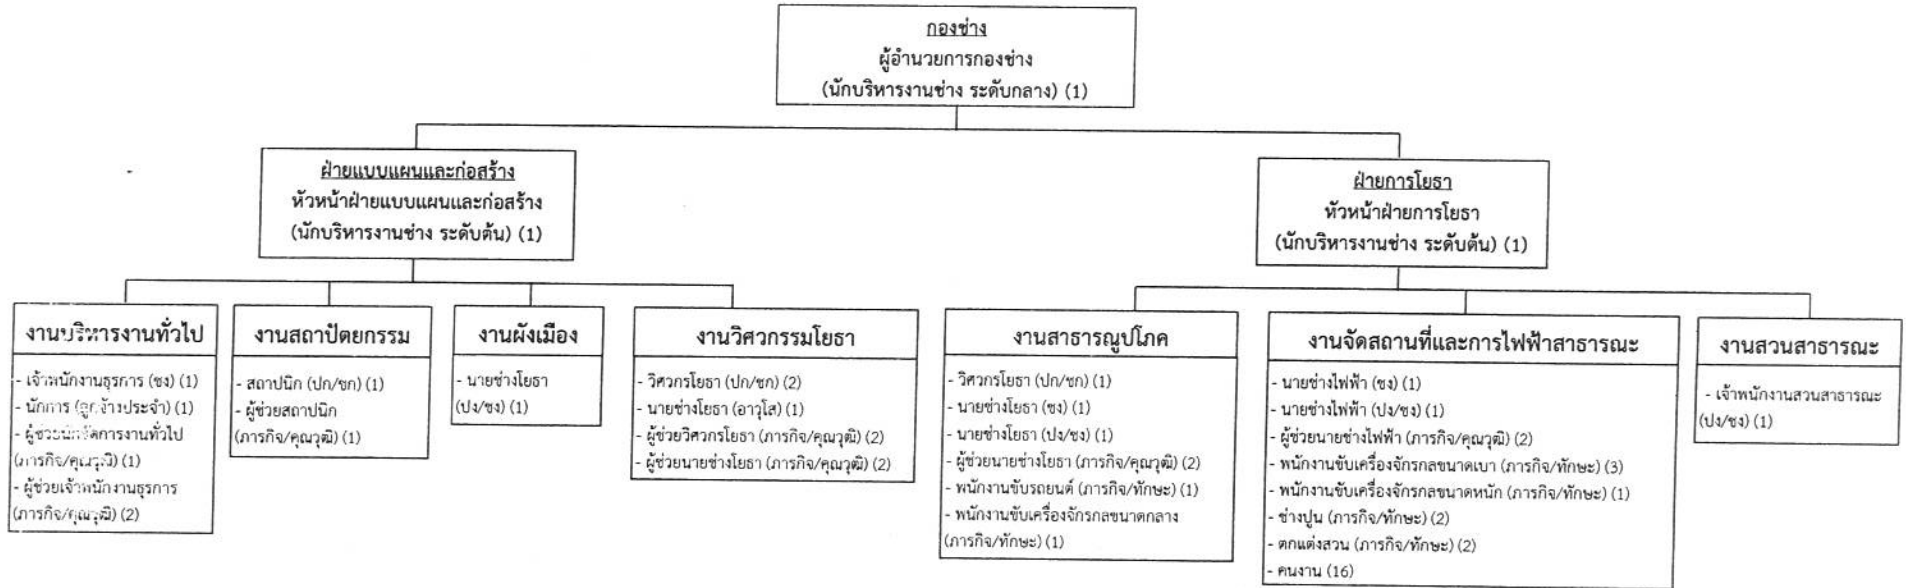 กองช่าง
ผู้อำนวยการกองช่าง
(นักบริหารงานช่าง ระดับกลาง) (1)
ฝ่ายแบบแผนและก่อสร้าง
หัวหน้าฝ่ายแบบแผนและก่อสร้าง
(นักบริหารงานช่าง ระดับต้น) (1)
ฝ่ายการโยธา
หัวหน้าฝ่ายการโยธา
(นักบริหารงานช่าง ระดับต้น) (1)
งานบริหารงานทั่วไป
- เจ้าพนักงานธุรการ (ชง) (1)
- นักการ (ลูกจ้างประจำ) (1)
- ผู้ช่วยนักจัดการงานทั่วไป
(ภารกิจ/คุณวุฒิ) (1)
- ผู้ช่วยเจ้าพนักงานธุรการ
(ภารกิจ/คุณวุฒิ) (2)
งานสถาปัตยกรรม
- สถาปนิก (ปก/ชก) (1)
- ผู้ช่วยสถาปนิก
(ภารกิจ/คุณวุฒิ) (1)
งานผังเมือง
- นายช่างโยธา
(ปง/ชง) (1)
งานวิศวกรรมโยธา
- วิศวกรโยธา (ปก/ชก) (2)
- นายช่างโยธา (อาวุโส) (1)
- ผู้ช่วยวิศวกรโยธา (ภารกิจ/คุณวุฒิ) (2)
- ผู้ช่วยนายช่างโยธา (ภารกิจ/คุณวุฒิ) (2)
งานสาธารณูปโภค
- วิศวกรโยธา (ปก/ชก) (1)
- นายช่างโยธา (ชง) (1)
- นายช่างโยธา (ปง/ชง) (1)
- ผู้ช่วยนายช่างโยธา (ภารกิจ/คุณวุฒิ) (2)
- พนักงานขับรถยนต์ (ภารกิจ/ทักษะ) (1)
- พนักงานขับเครื่องจักรกลขนาดกลาง
(ภารกิจ/ทักษะ) (1)
งานจัดสถานที่และการไฟฟ้าสาธารณะ
- นายช่างไฟฟ้า (ชง) (1)
- นายช่างไฟฟ้า (ปง/ชง) (1)
- ผู้ช่วยนายช่างไฟฟ้า (ภารกิจ/คุณวุฒิ) (2)
- พนักงานขับเครื่องจักรกลขนาดเบา (ภารกิจ/ทักษะ) (3)
- พนักงานขับเครื่องจักรกลขนาดหนัก (ภารกิจ/ทักษะ) (1)
- ช่างปูน (ภารกิจ/ทักษะ) (2)
- ตกแต่งสวน (ภารกิจ/ทักษะ) (2)
- คนงาน (16)
งานสวนสาธารณะ
- เจ้าพนักงานสวนสาธารณะ
(ปง/ชง) (1)